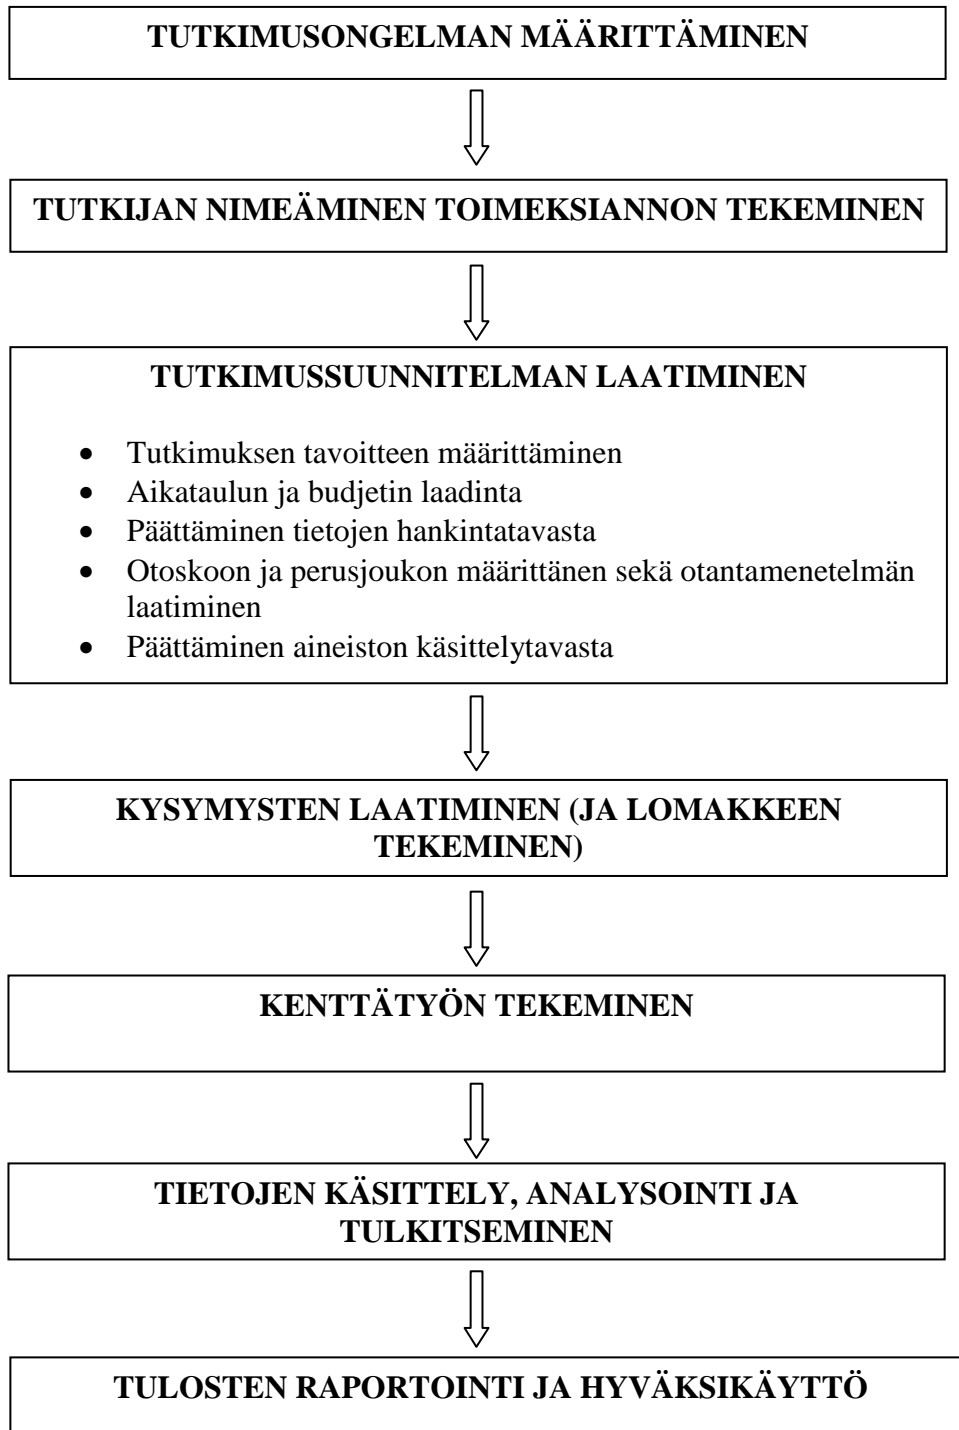 TUTKIMUSONGELMAN MÄÄRITTÄMINEN
TUTKIJAN NIMEÄMINEN TOIMEKSIANNON TEKEMINEN
TUTKIMUSSUUNNITELMAN LAATIMINEN
• Tutkimuksen tavoitteen määrittäminen
• Aikataulun ja budjetin laadinta
• Päättäminen tietojen hankintatavasta
• Otoskoon ja perusjoukon määrittänen sekä otantamenetelmän
laatiminen
• Päättäminen aineiston käsittelytavasta
KYSYMYSTEN LAATIMINEN (JA LOMAKKEEN
TEKEMINEN)
KENTTÄTYÖN TEKEMINEN
TIETOJEN KÄSITTELY, ANALYSOINTI JA
TULKITSEMINEN
TULOSTEN RAPORTOINTI JA HYVÄKSIKÄYTTÖ